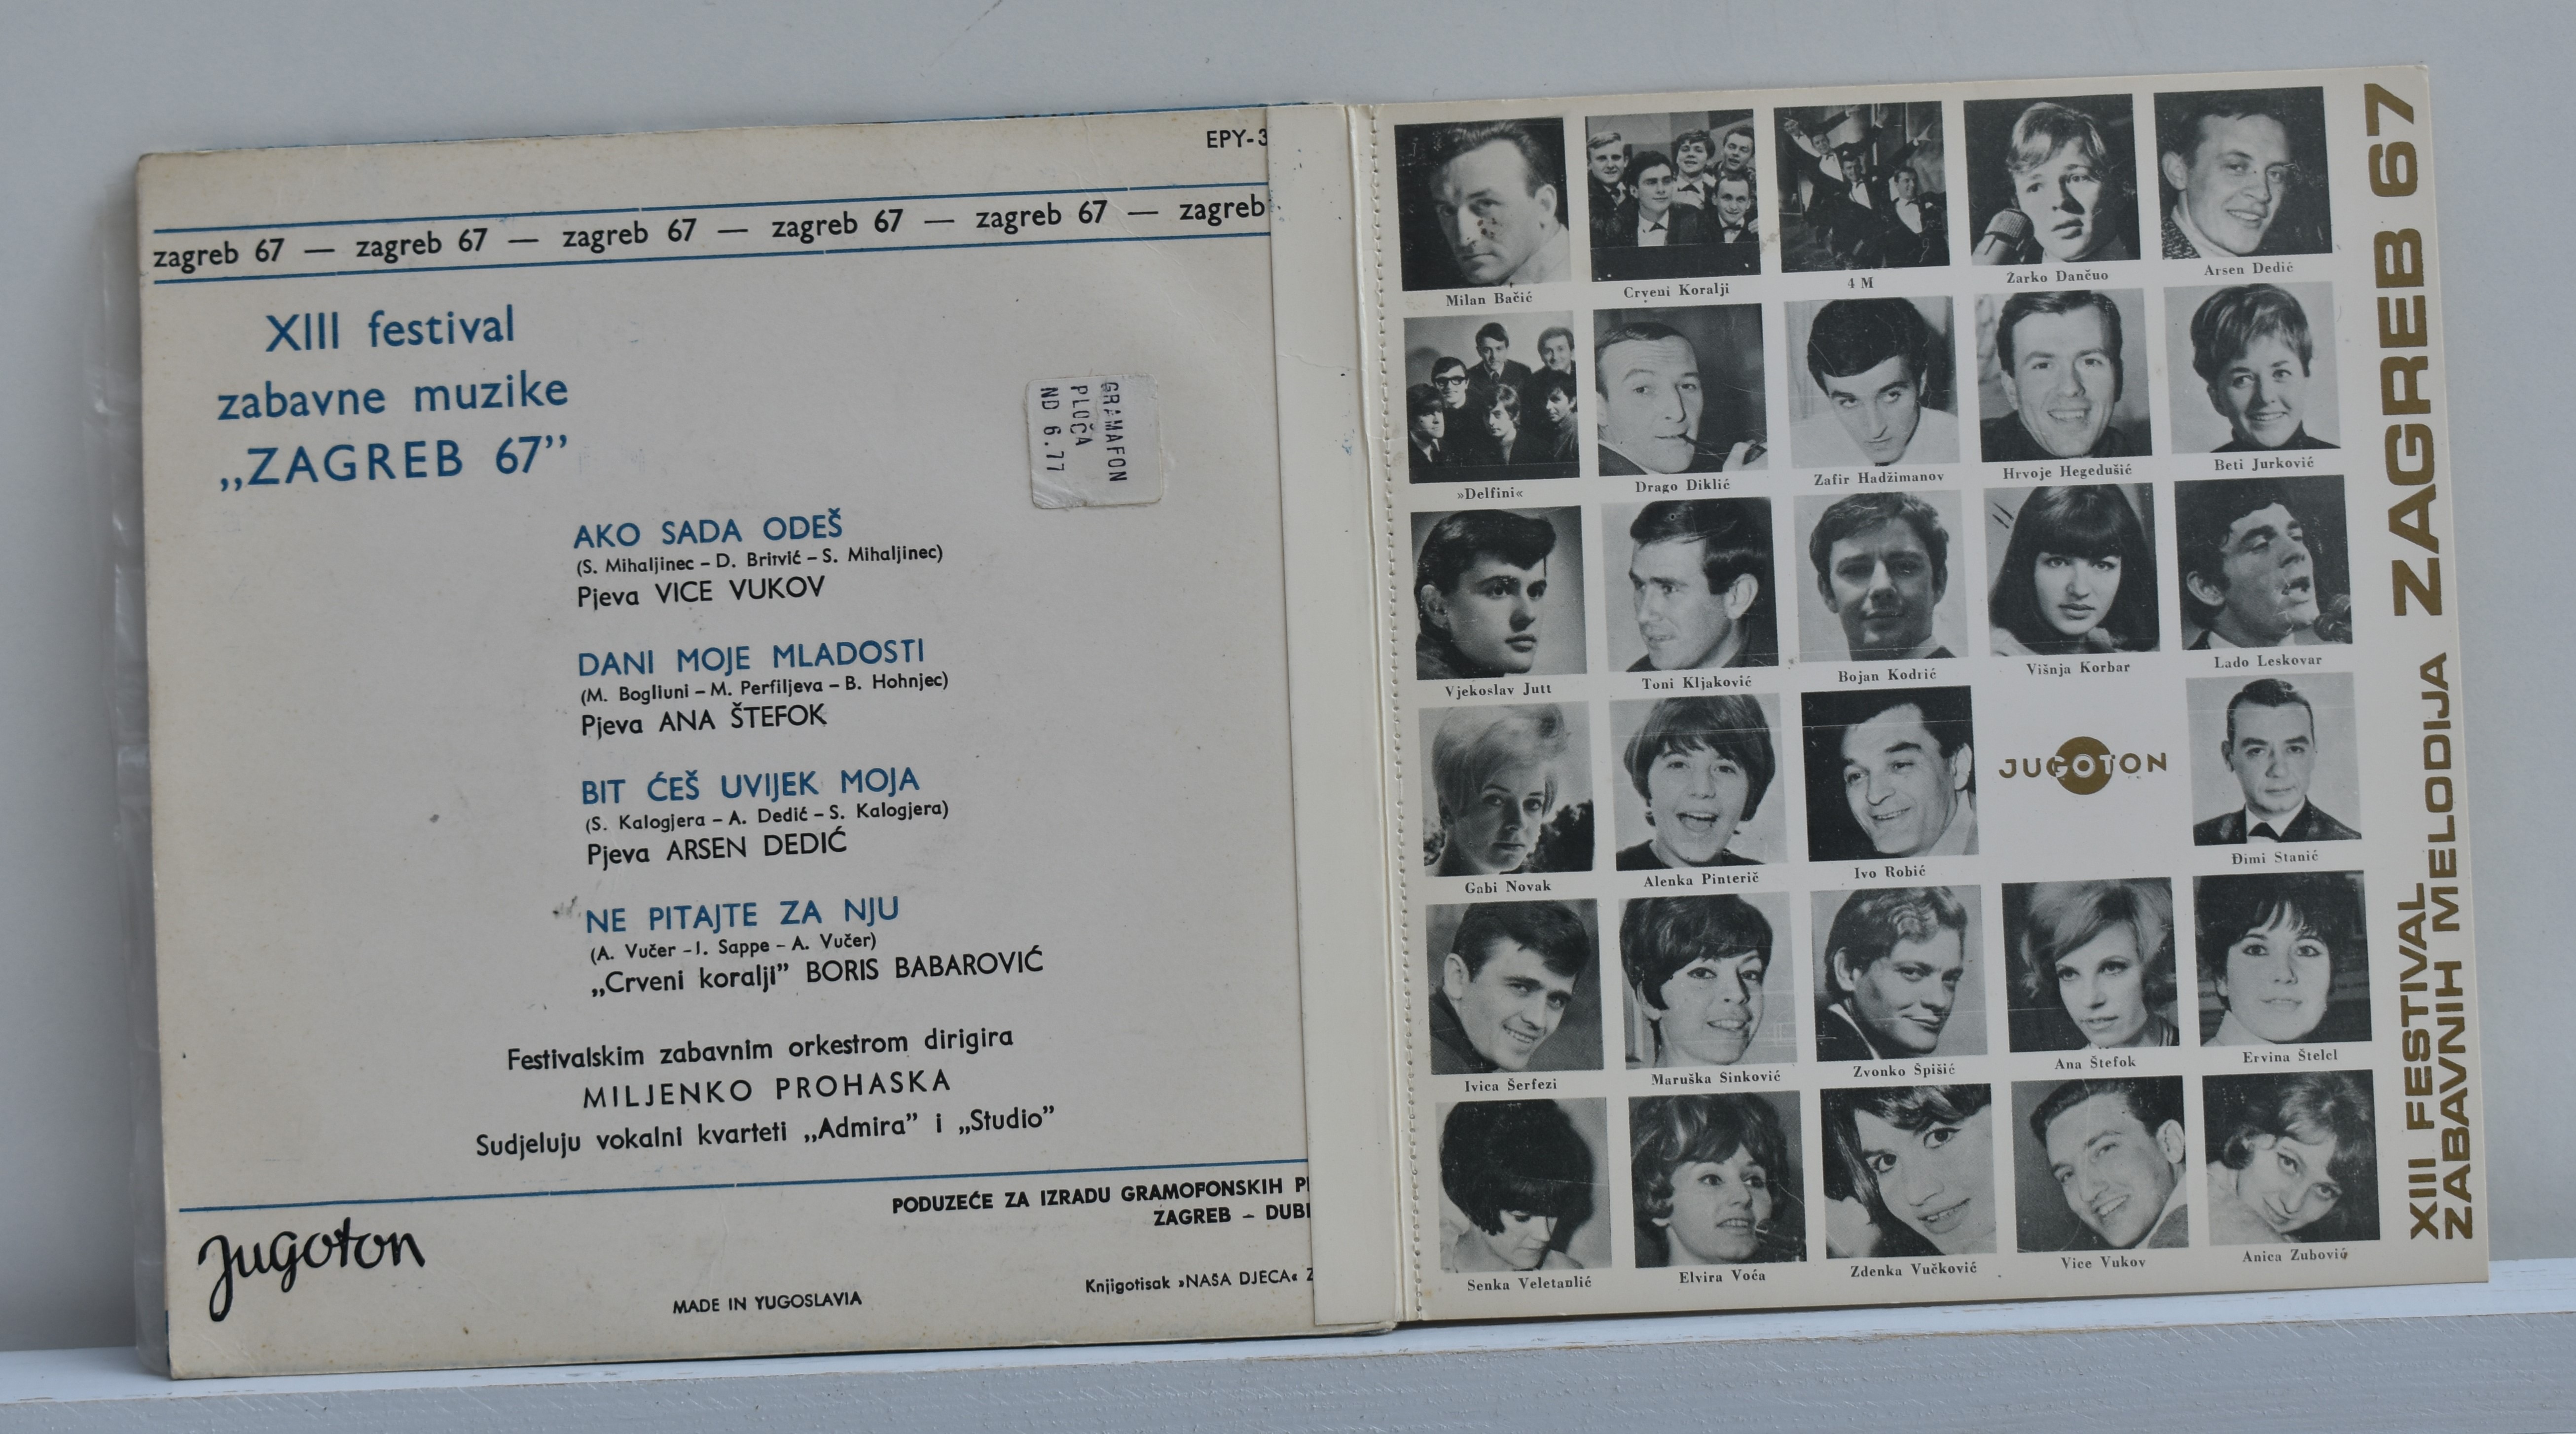 EPY-3
zagreb 67 — zagreb 67 — zagreb 67 — zagreb 67 — zagreb 67 — zagreb
XIII festival
zabavne muzike
„ZAGREB 67”
GRAMAFON
PLOČA
ND 6.77
AKO SADA ODEŠ
(S. Mihaljinec – D. Britvić – S. Mihaljinec)
Pjeva VICE VUKOV
DANI MOJE MLADOSTI
(M. Bogliuni – M. Perfiljeva – B. Hohnjec)
Pjeva ANA ŠTEFOK
BIT ĆEŠ UVIJEK MOJA
(S. Kalogjera – A. Dedić – S. Kalogjera)
Pjeva ARSEN DEDIĆ
NE PITAJTE ZA NJU
(A. Vučer – I. Sappe – A. Vučer)
„Crveni koralji” BORIS BABAROVIĆ
Festivalskim zabavnim orkestrom dirigira
MILJENKO PROHASKA
Sudjeluju vokalni kvarteti „Admira” i „Studio”
PODUZEĆE ZA IZRADU GRAMOFONSKIH
ZAGREB – DUB
Jugoton
MADE IN YUGOSLAVIA
Knjigotisak »NAŠA DJECA«
Milan Bačić
Crveni Koralji
4 M
Žarko Dančuo
Arsen Dedić
»Delfini«
Drago Diklić
Zafir Hadžimanov
Hrvoje Hegedušić
Beti Jurković
Vjekoslav Jutt
Toni Kljaković
Bojan Kodrić
Višnja Korbar
Lado Leskovar
Gabi Novak
Alenka Pinterič
Ivo Robić
JUGOTON
Đimi Stanić
Ivica Šerfezi
Maruška Sinković
Zvonko Špišić
Ana Štefok
Ervina Štelcl
Senka Veletanlić
Elvira Voća
Zdenka Vučković
Vice Vukov
Anica Zubović
XIII FESTIVAL
ZABAVNIH MELODIJA ZAGREB 67